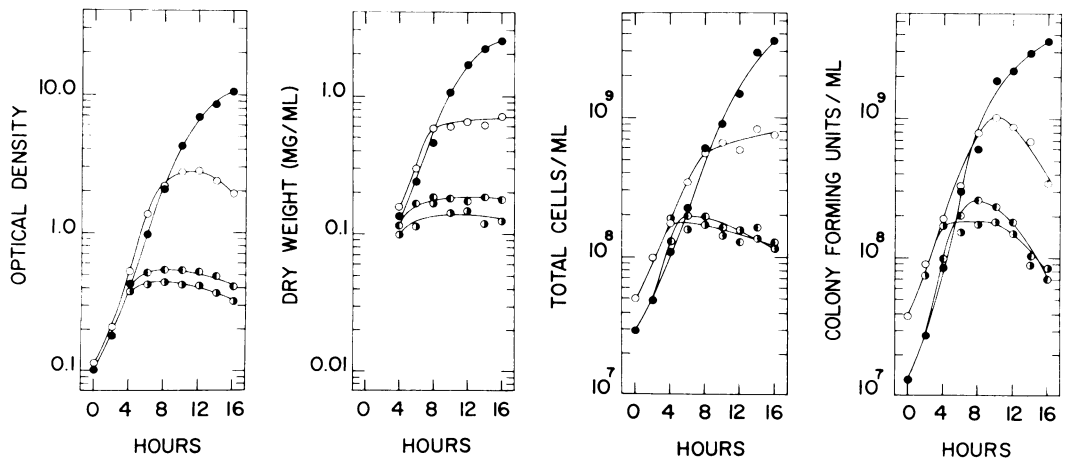 OPTICAL DENSITY
10.0
1.0
0.1
0 4 8 12 16
HOURS
DRY WEIGHT (MG/ML)
1.0
0.1
0.01
0 4 8 12 16
HOURS
TOTAL CELLS/ML
10⁹
10⁸
10⁷
0 4 8 12 16
HOURS
COLONY FORMING UNITS/ML
10⁹
10⁸
10⁷
0 4 8 12 16
HOURS